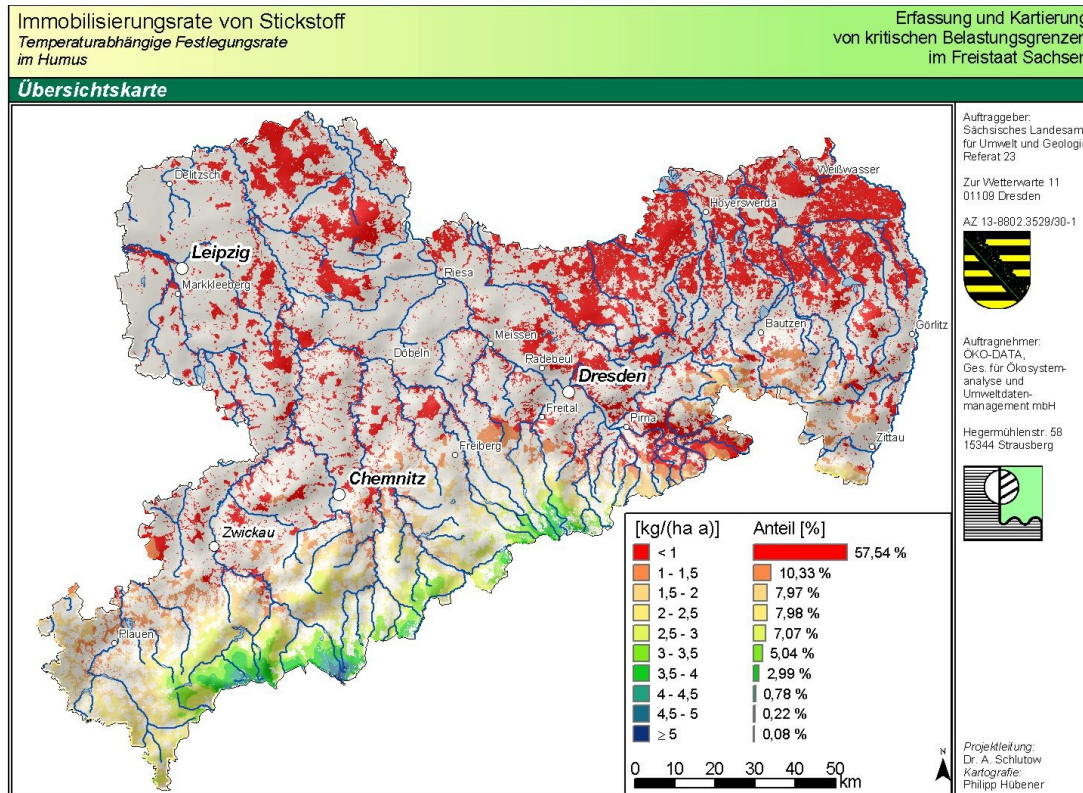 Immobilisierungsrate von Stickstoff
Temperaturabhängige Festlegungsrate
im Humus
Erfassung und Kartierung
von kritischen Belastungsgrenzen
im Freistaat Sachsen
Übersichtskarte
Delitzsch
Leipzig
Markkleeberg
Riesa
Döbeln
Meissen
Radebeul
Dresden
Freital
Pirna
Freiberg
Chemnitz
Zwickau
Plauen
Weißwasser
Hoyerswerda
Bautzen
Görlitz
Zittau
[kg/(ha a)] Anteil [%]
< 1 57,54 %
1 - 1,5 10,33 %
1,5 - 2 7,97 %
2 - 2,5 7,98 %
2,5 - 3 7,07 %
3 - 3,5 5,04 %
3,5 - 4 2,99 %
4 - 4,5 0,78 %
4,5 - 5 0,22 %
≥ 5 0,08 %
0 10 20 30 40 50
km
N
Auftraggeber:
Sächsisches Landesam
für Umwelt und Geologie
Referat 23
Zur Wetterwarte 11
01109 Dresden
AZ 13-8802.3529/30-1
Auftragnehmer:
ÖKO-DATA,
Ges. für Ökosystem-
analyse und
Umweltdaten-
management mbH
Hegermühlenstr. 58
15344 Strausberg
Projektleitung:
Dr. A. Schlutow
Kartografie:
Philipp Hübener